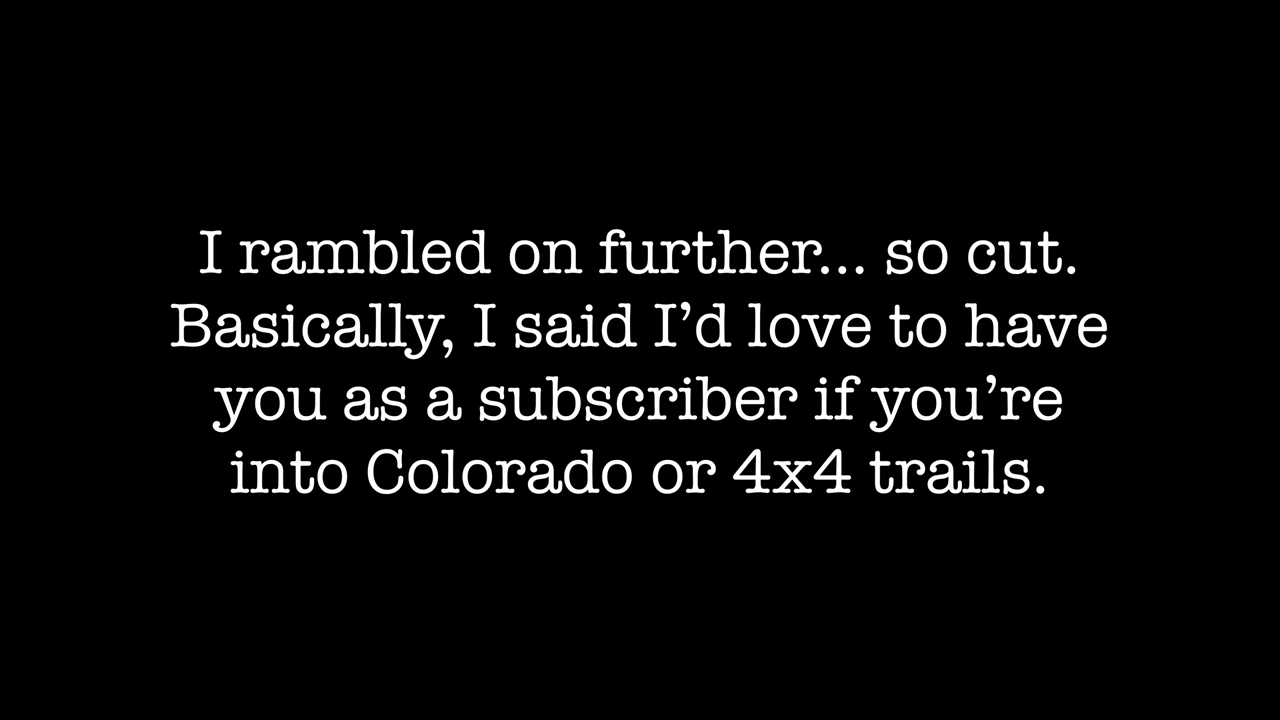 I rambled on further... so cut.
Basically, I said I’d love to have
you as a subscriber if you’re
into Colorado or 4x4 trails.